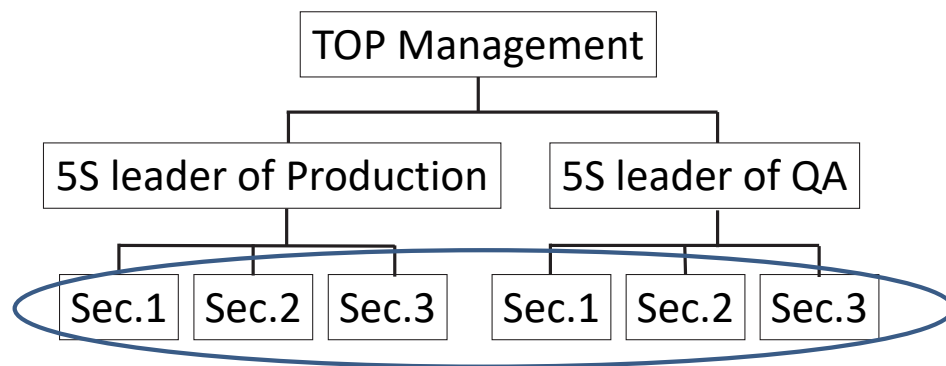 TOP Management
5S leader of Production
5S leader of QA
Sec.1
Sec.2
Sec.3
Sec.1
Sec.2
Sec.3